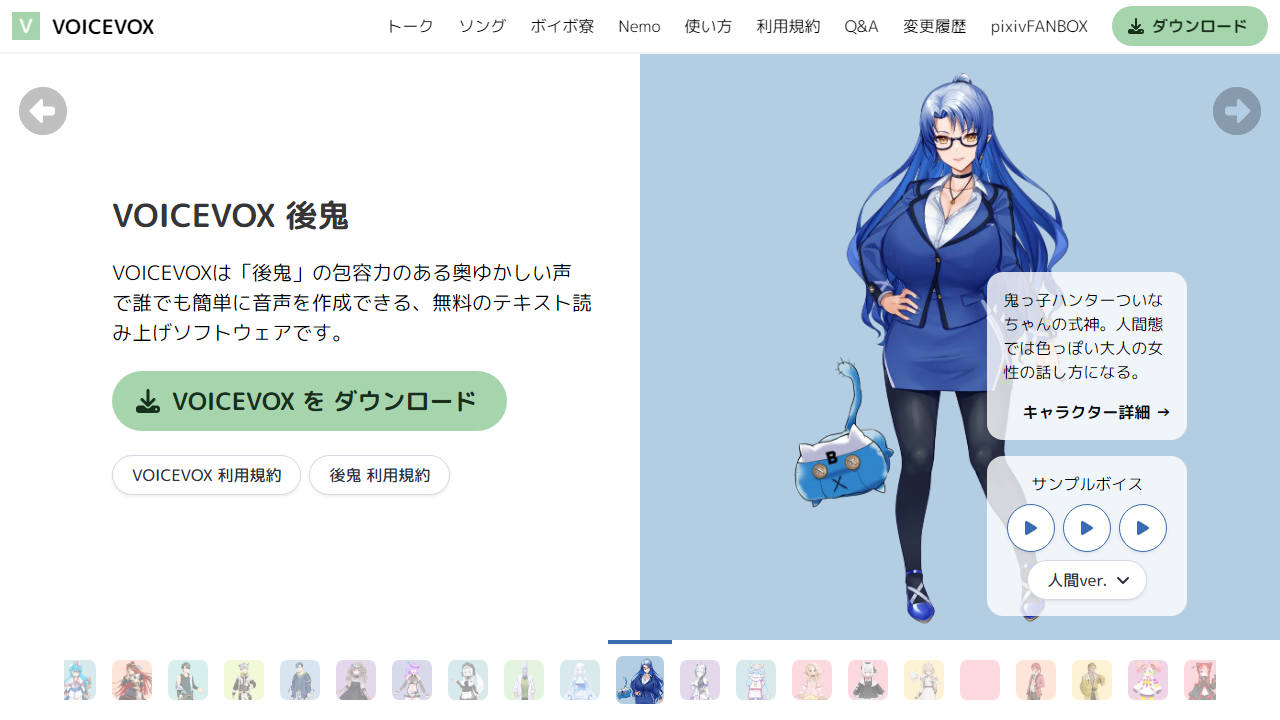 V VOICEVOX
トーク ソング ボイボ寮 Nemo 使い方 利用規約 Q&A 変更履歴 pixivFANBOX ダウンロード
VOICEVOX 後鬼
VOICEVOXは「後鬼」の包容力のある奥ゆかしい声
で誰でも簡単に音声を作成できる、無料のテキスト読
み上げソフトウェアです。
VOICEVOX を ダウンロード
VOICEVOX 利用規約 後鬼 利用規約
鬼っ子ハンターついな
ちゃんの式神。人間態
では色っぽい大人の女
性の話し方になる。
キャラクター詳細 →
B
X
サンプルボイス
人間ver.